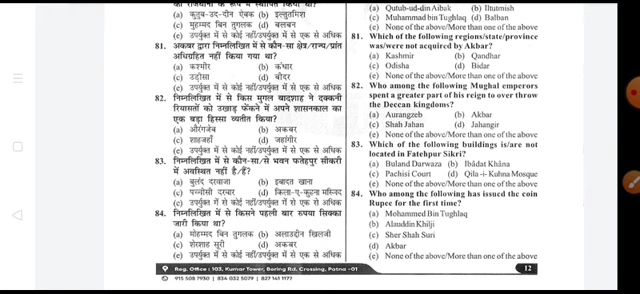 की राजधानी के रूप में स्थापित किया था?
(a) कुतुब-उद-दीन ऐबक (b) इल्तुतमिश
(c) मुहम्मद बिन तुगलक (d) बलबन
(e) उपर्युक्त में से कोई नहीं/उपर्युक्त में से एक से अधिक
81. अकबर द्वारा निम्नलिखित में से कौन-सा क्षेत्र/राज्य/प्रांत
अधिग्रहित नहीं किया गया था?
(a) कश्मीर (b) कंधार
(c) उड़ीसा (d) बीदर
(e) उपर्युक्त में से कोई नहीं/उपर्युक्त में से एक से अधिक
82. निम्नलिखित में से किस मुगल बादशाह ने दक्कनी
रियासतों को उखाड़ फेंकने में अपने शासनकाल का
एक बड़ा हिस्सा व्यतीत किया?
(a) औरंगजेब (b) अकबर
(c) शाहजहाँ (d) जहांगीर
(e) उपर्युक्त में से कोई नहीं/उपर्युक्त में से एक से अधिक
83. निम्नलिखित में से कौन-सा/से भवन फतेहपुर सीकरी
में अवस्थित नहीं है/हैं?
(a) बुलंद दरवाजा (b) इबादत खाना
(c) पच्चीसी दरबार (d) किला-ए-कुहना मस्जिद
(e) उपर्युक्त में से कोई नहीं/उपर्युक्त में से एक से अधिक
84. निम्नलिखित में से किसने पहली बार रुपया सिक्का
जारी किया था?
(a) मोहम्मद बिन तुगलक (b) अलाउद्दीन खिलजी
(c) शेरशाह सूरी (d) अकबर
(e) उपर्युक्त में से कोई नहीं/उपर्युक्त में से एक से अधिक
(a) Qutub-ud-din Aibak (b) Iltutmish
(c) Muhammad bin Tughlaq (d) Balban
(e) None of the above/More than one of the above
81. Which of the following regions/state/province
was/were not acquired by Akbar?
(a) Kashmir (b) Qandhar
(c) Odisha (d) Bidar
(e) None of the above/More than one of the above
82. Who among the following Mughal emperors
spent a greater part of his reign to over throw
the Deccan kingdoms?
(a) Aurangzeb (b) Akbar
(c) Shah Jahan (d) Jahangir
(e) None of the above/More than one of the above
83. Which of the following buildings is/are not
located in Fatehpur Sikri?
(a) Buland Darwaza (b) Ibādat Khāna
(c) Pachisi Court (d) Qila -i- Kuhna Mosque
(e) None of the above/More than one of the above
84. Who among the following has issued the coin
Rupee for the first time?
(a) Mohammed Bin Tughlaq
(b) Alauddin Khilji
(c) Sher Shah Suri
(d) Akbar
(e) None of the above/More than one of the above
Reg. Office : 103, Kumar Tower, Boring Rd. Crossing, Patna -01
12
915 508 7930 | 834 032 5079 | 827 141 1177